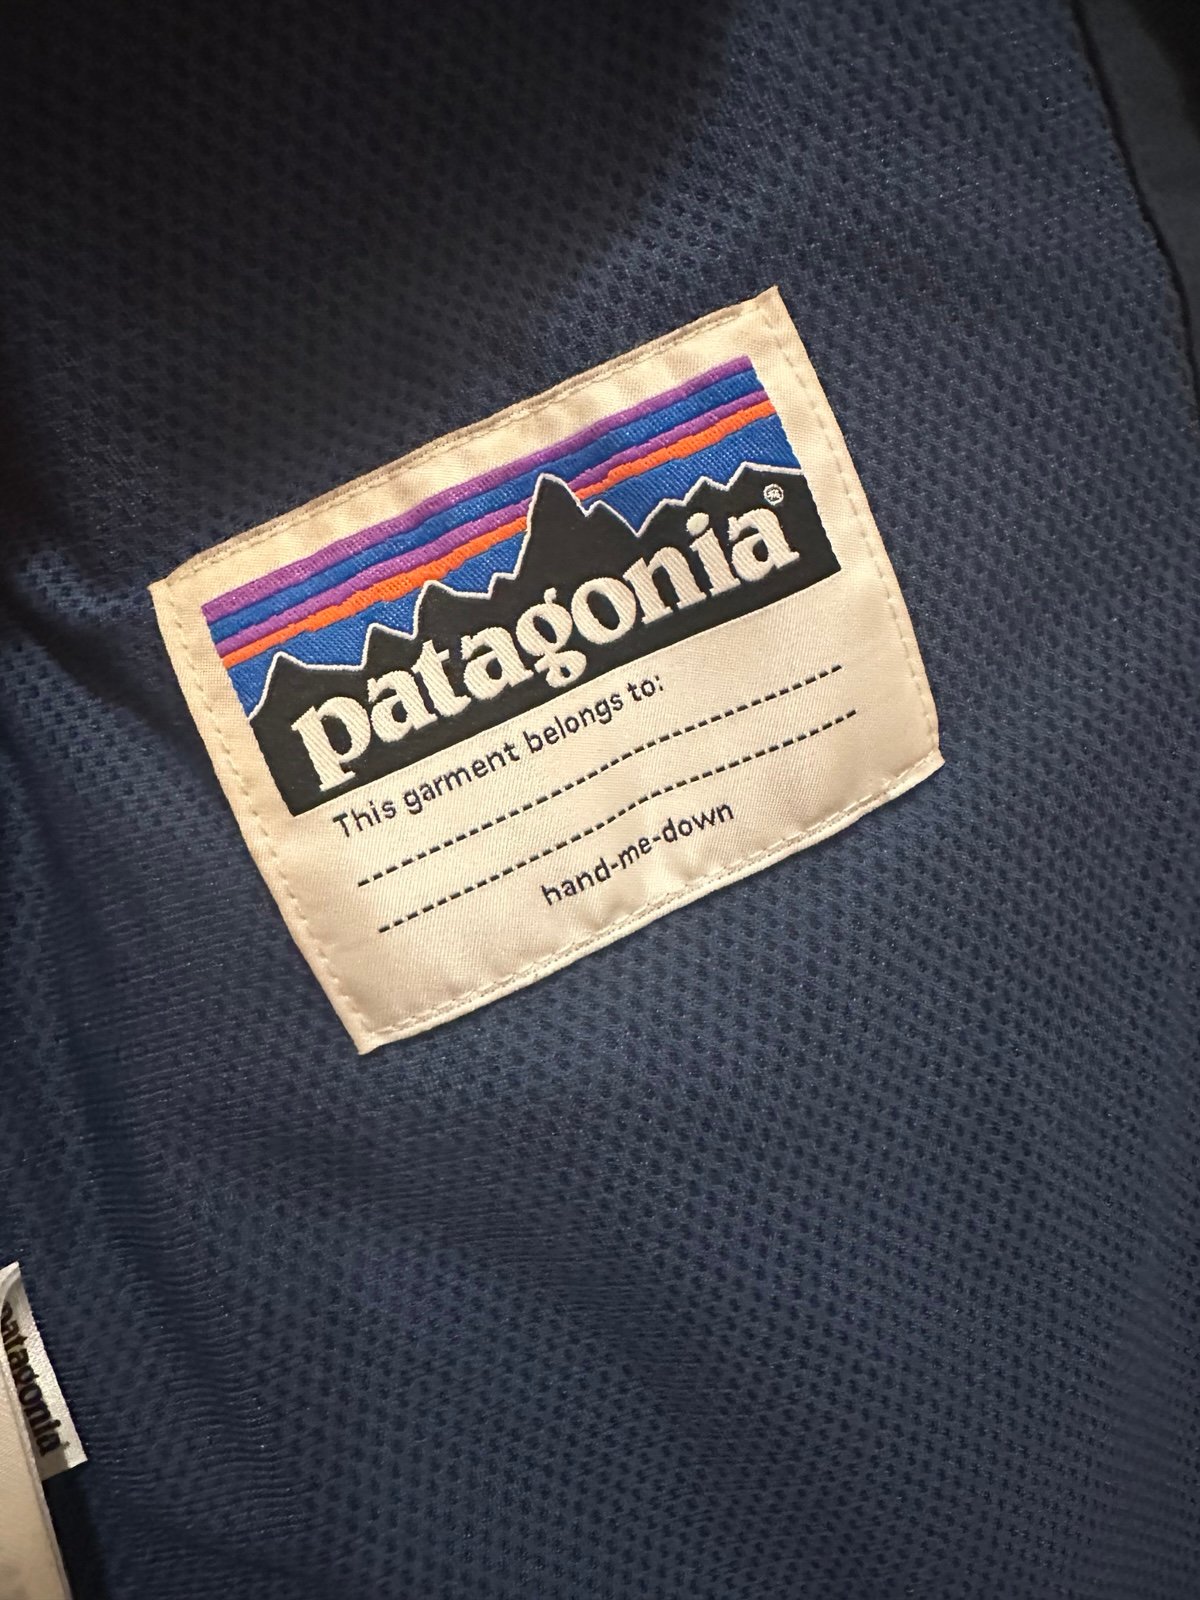 patagonia®
This garment belongs to:
hand-me-down
patagonia